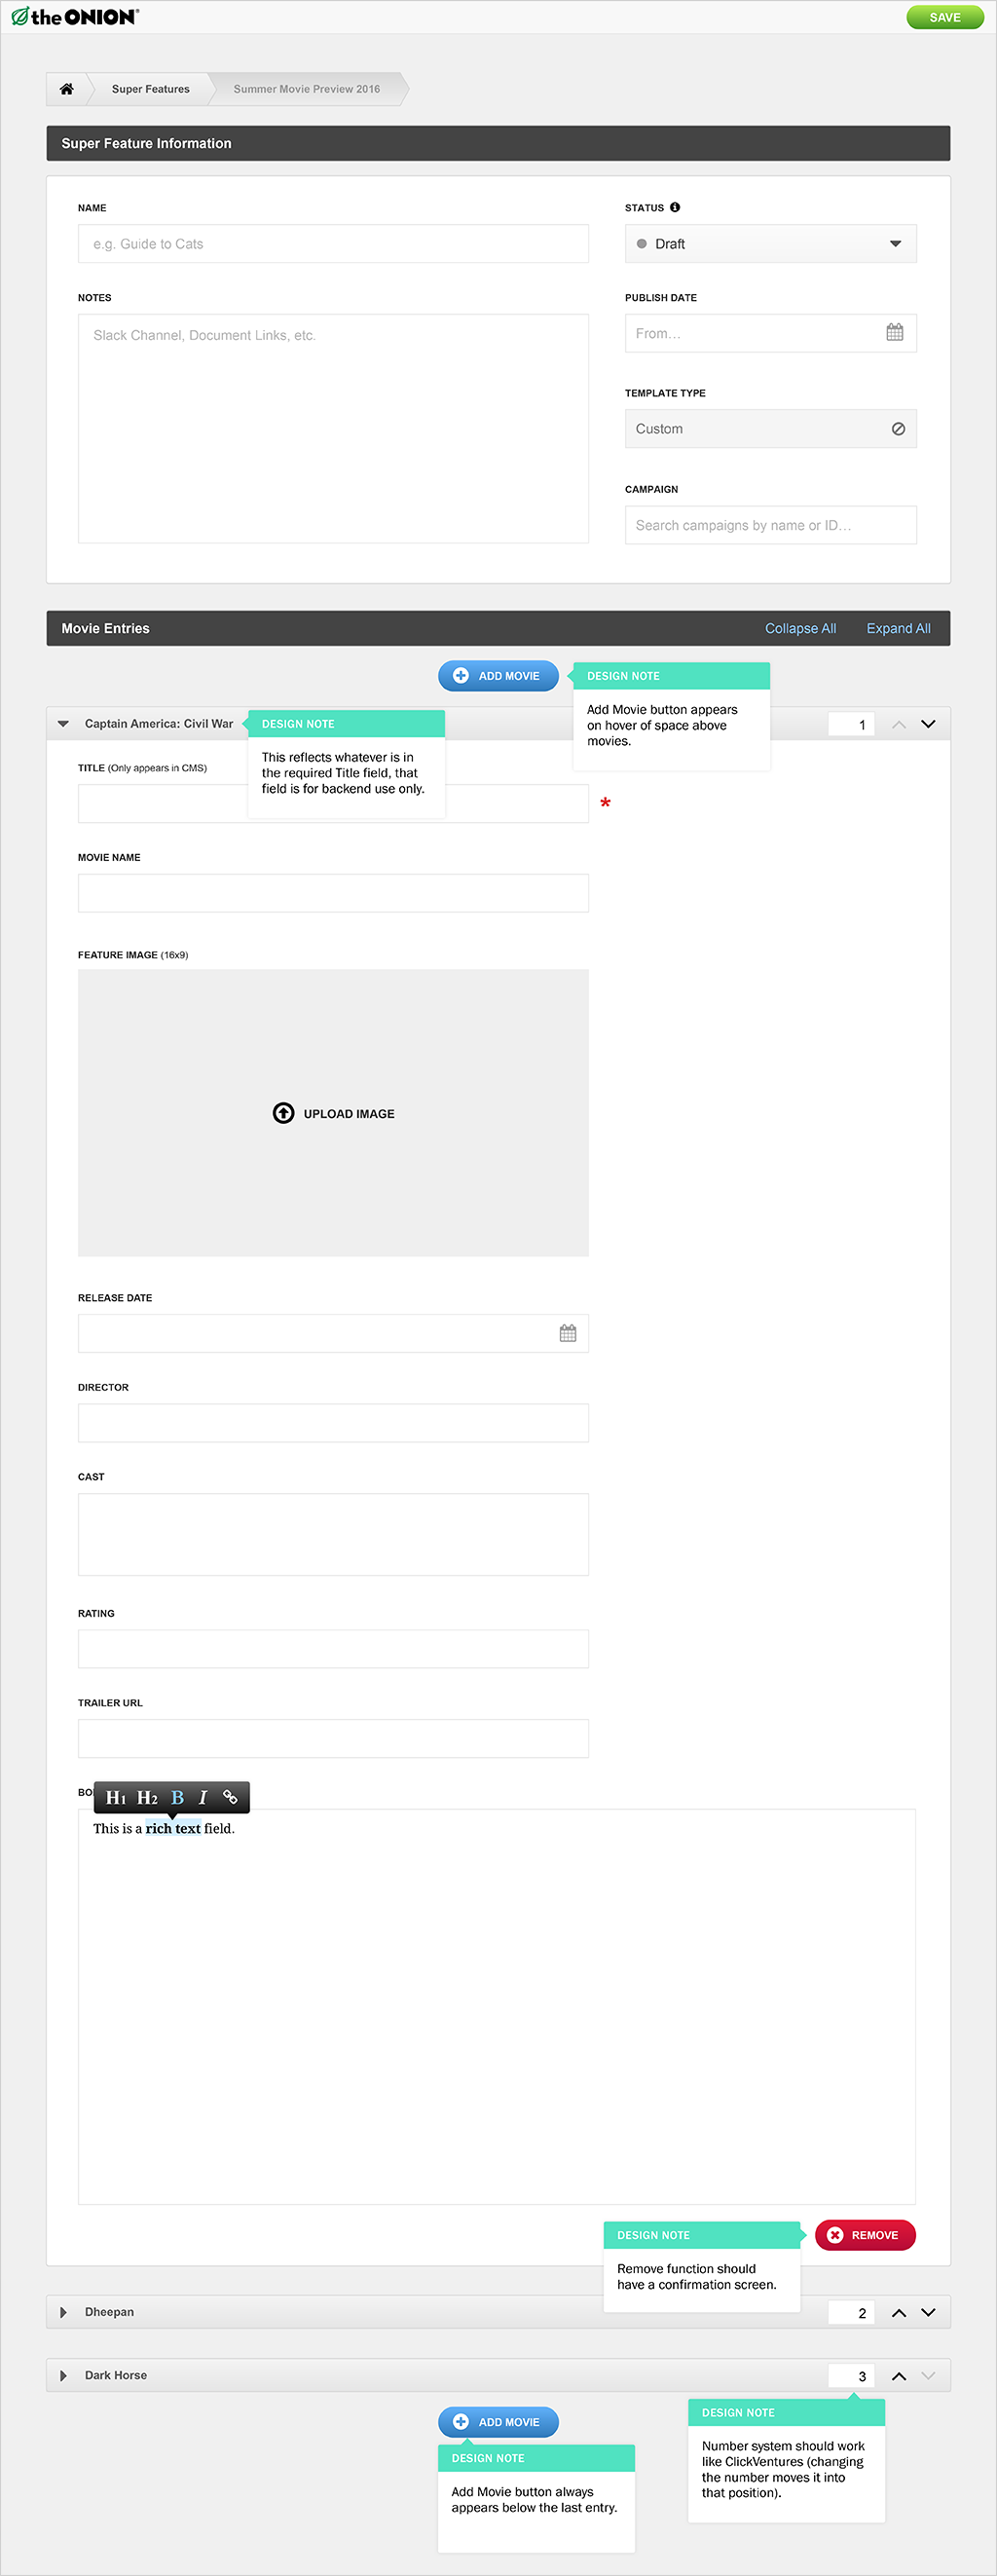 the ONION®
SAVE
Super Features
Summer Movie Preview 2016
Super Feature Information
NAME
e.g. Guide to Cats
STATUS
Draft
NOTES
Slack Channel, Document Links, etc.
PUBLISH DATE
From…
TEMPLATE TYPE
Custom
CAMPAIGN
Search campaigns by name or ID…
Movie Entries
Collapse All
Expand All
ADD MOVIE
DESIGN NOTE
Add Movie button appears
on hover of space above
movies.
Captain America: Civil War
1
DESIGN NOTE
This reflects whatever is in
the required Title field, that
field is for backend use only.
TITLE (Only appears in CMS)
*
MOVIE NAME
FEATURE IMAGE (16x9)
UPLOAD IMAGE
RELEASE DATE
DIRECTOR
CAST
RATING
TRAILER URL
H1 H2 B I
This is a rich text field.
DESIGN NOTE
Remove function should
have a confirmation screen.
REMOVE
Dheepan
2
Dark Horse
3
ADD MOVIE
DESIGN NOTE
Add Movie button always
appears below the last entry.
DESIGN NOTE
Number system should work
like ClickVentures (changing
the number moves it into
that position).